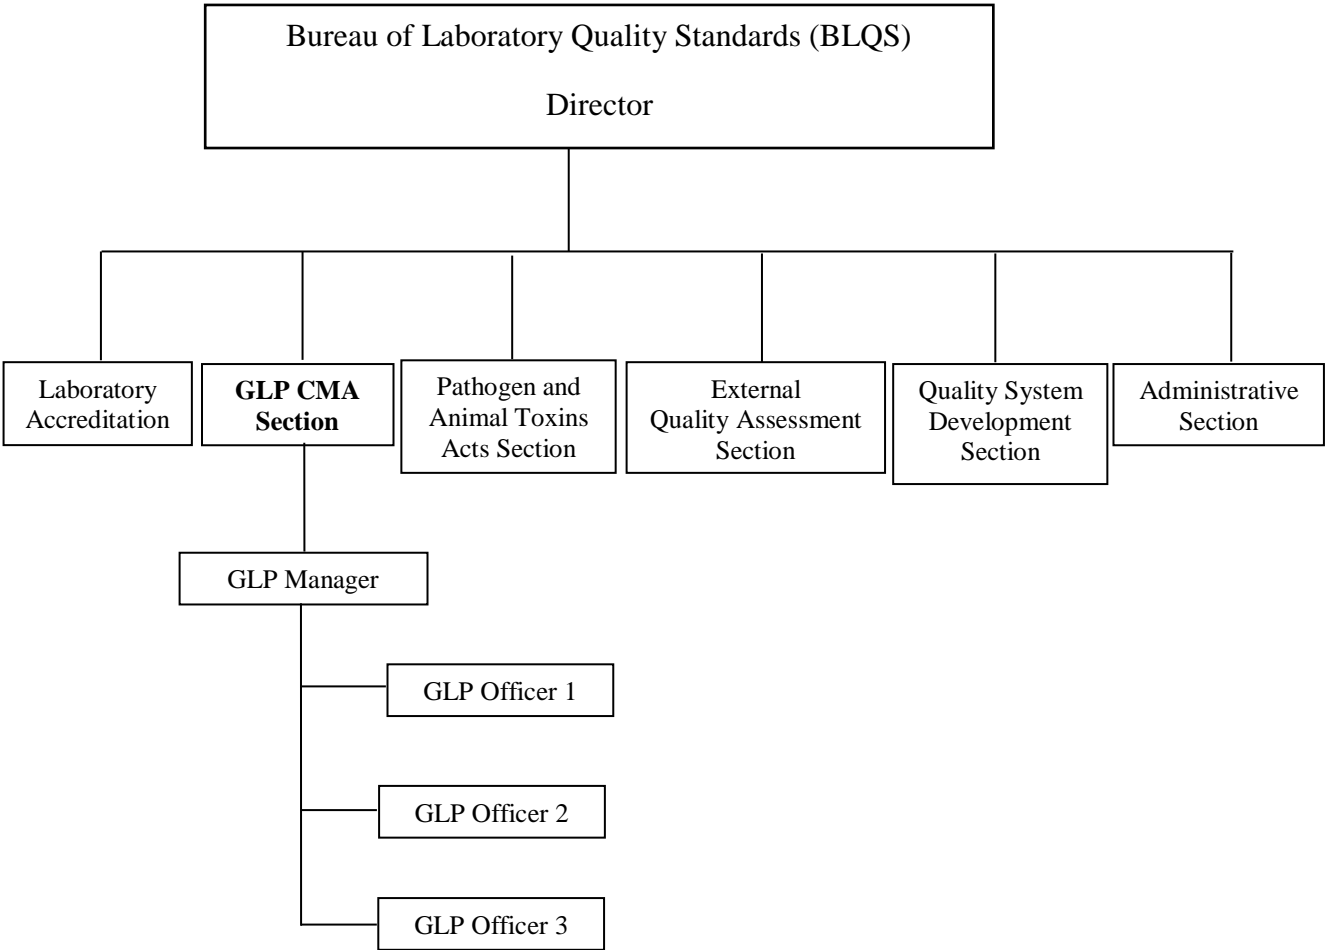 Bureau of Laboratory Quality Standards (BLQS)
Director
Laboratory
Accreditation
GLP CMA
Section
Pathogen and
Animal Toxins
Acts Section
External
Quality Assessment
Section
Quality System
Development
Section
Administrative
Section
GLP Manager
GLP Officer 1
GLP Officer 2
GLP Officer 3